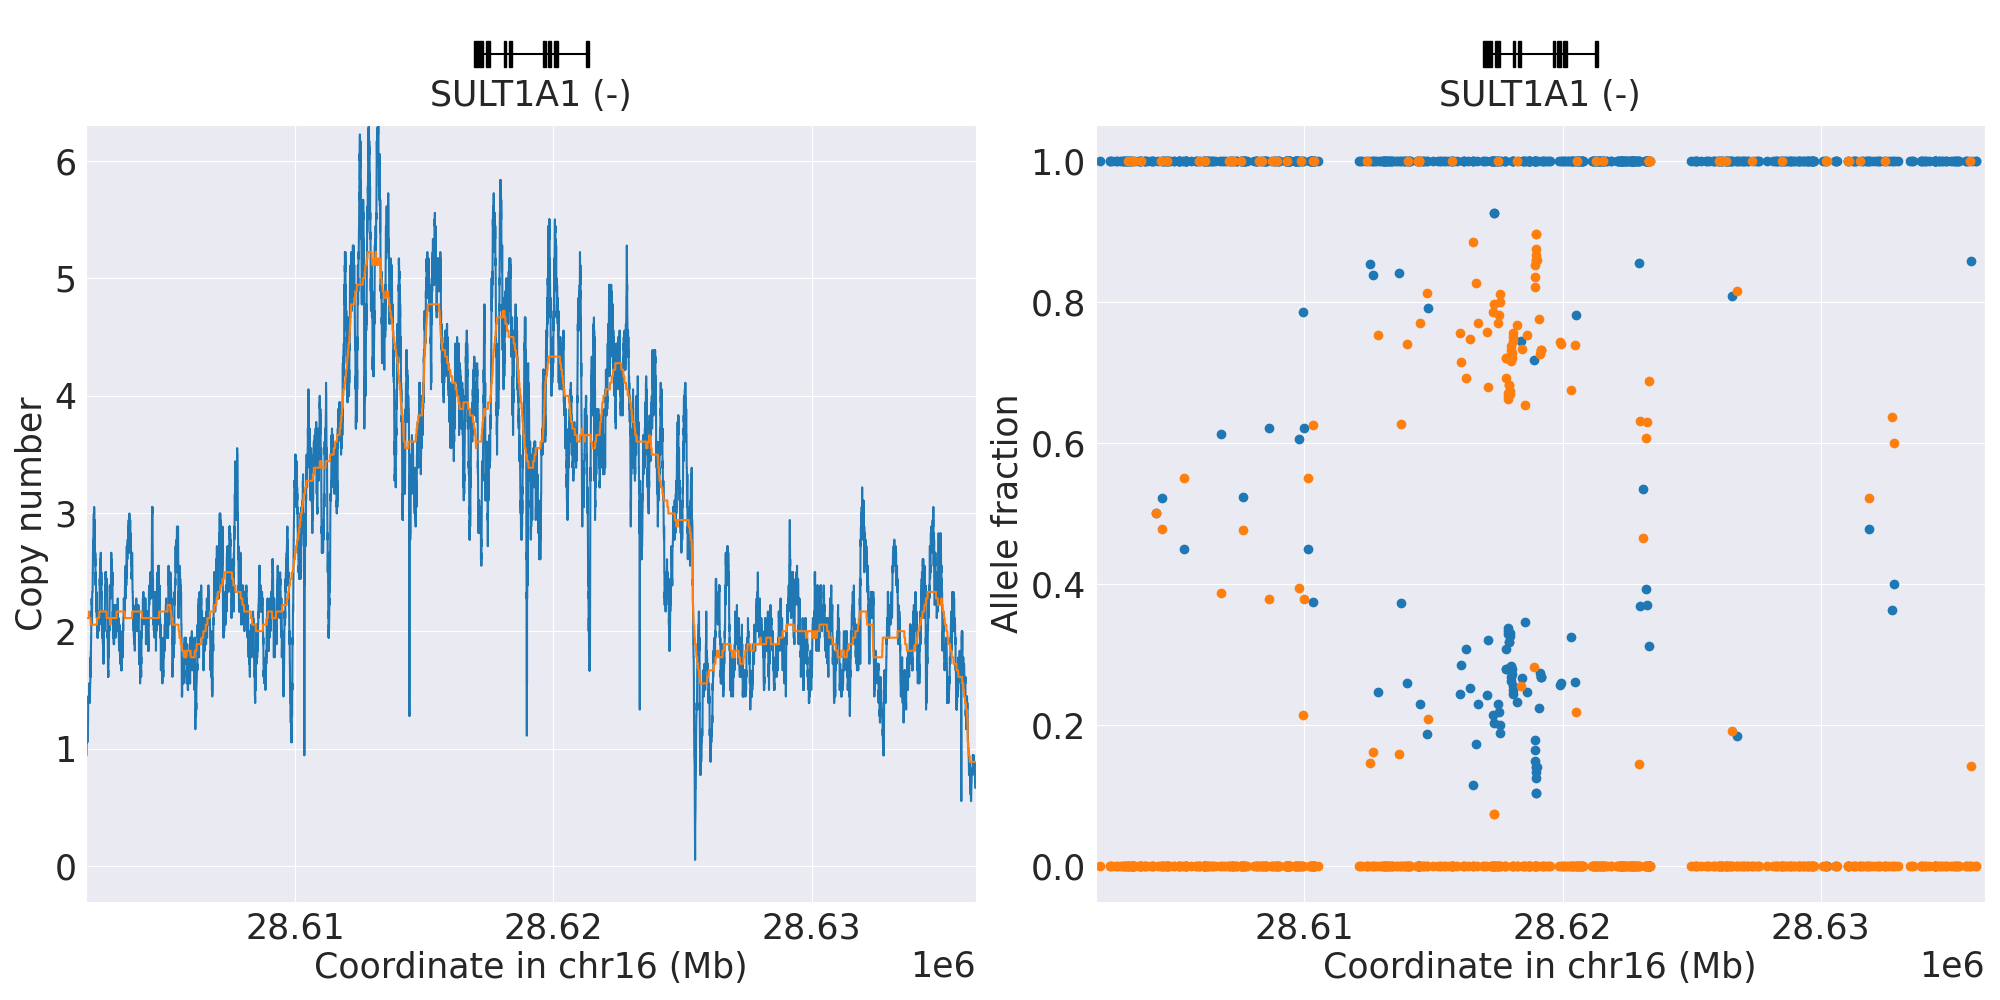 SULT1A1 (-)
Copy number
6
5
4
3
2
1
0
28.61
28.62
28.63
Coordinate in chr16 (Mb)
1e6
SULT1A1 (-)
Allele fraction
1.0
0.8
0.6
0.4
0.2
0.0
28.61
28.62
28.63
Coordinate in chr16 (Mb)
1e6